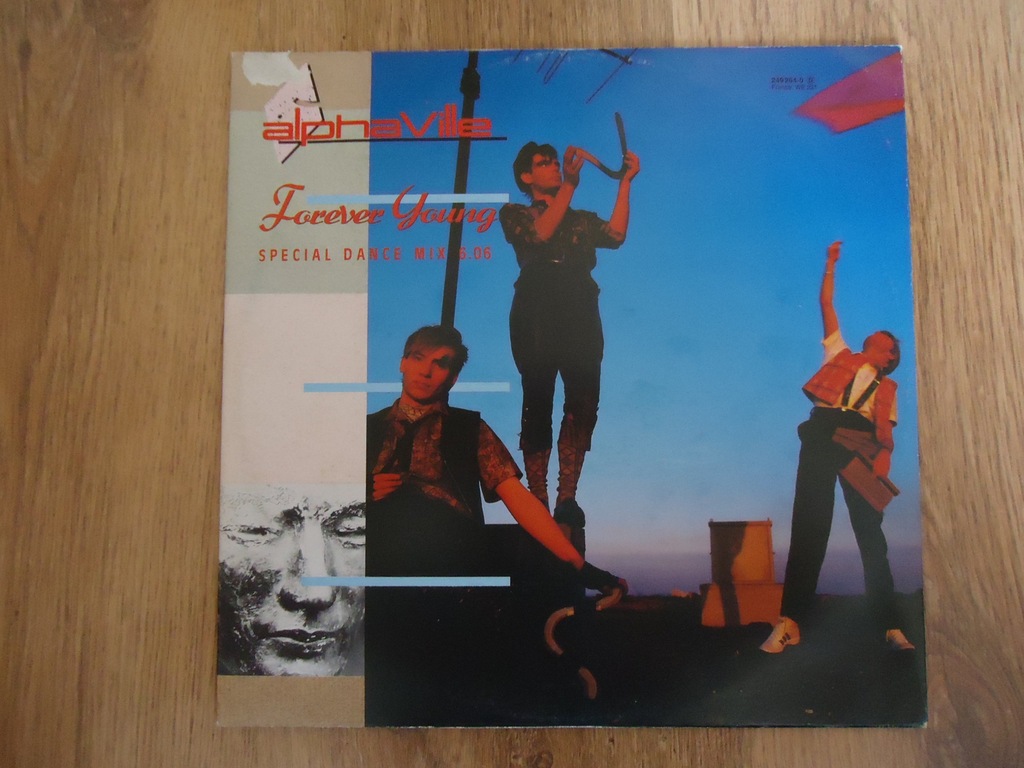 alphaville
Forever Young
SPECIAL DANCE MIX 6.06